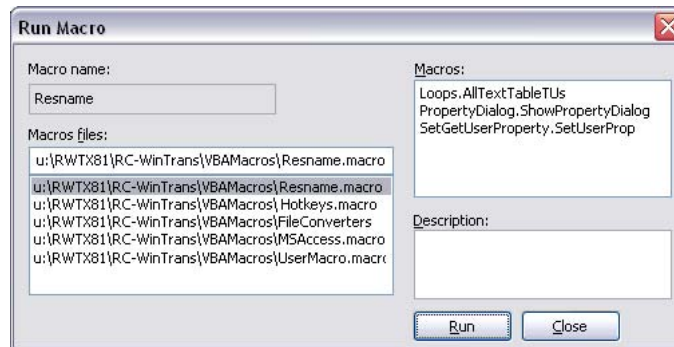 Run Macro
Macro name:
Resname
Macros files:
u:\RWTX81\RC-WinTrans\VBAMacros\Resname.macro
u:\RWTX81\RC-WinTrans\VBAMacros\Resname.macro
u:\RWTX81\RC-WinTrans\VBAMacros\ Hotkeys.macro
u:\RWTX81\RC-WinTrans\VBAMacros\FileConverters
u:\RWTX81\RC-WinTrans\VBAMacros\MSAccess.macro
u:\RWTX81\RC-WinTrans\VBAMacros\UserMacro.macr
Macros:
Loops.AllTextTableTUs
PropertyDialog.ShowPropertyDialog
SetGetUserProperty.SetUserProp
Description:
Run
Close